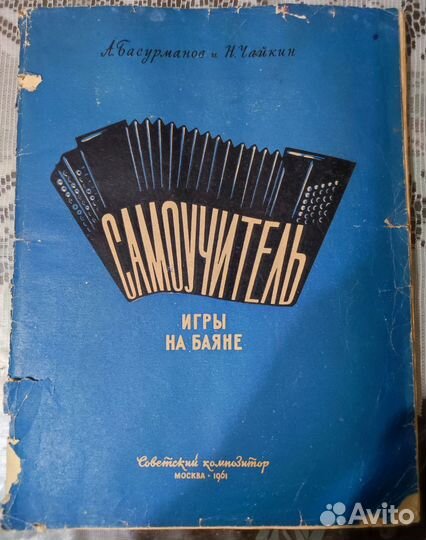 А. Басурманов и Н. Чайкин
САМОУЧИТЕЛЬ
ИГРЫ
НА БАЯНЕ
Советский композитор
МОСКВА • 1961
Avito